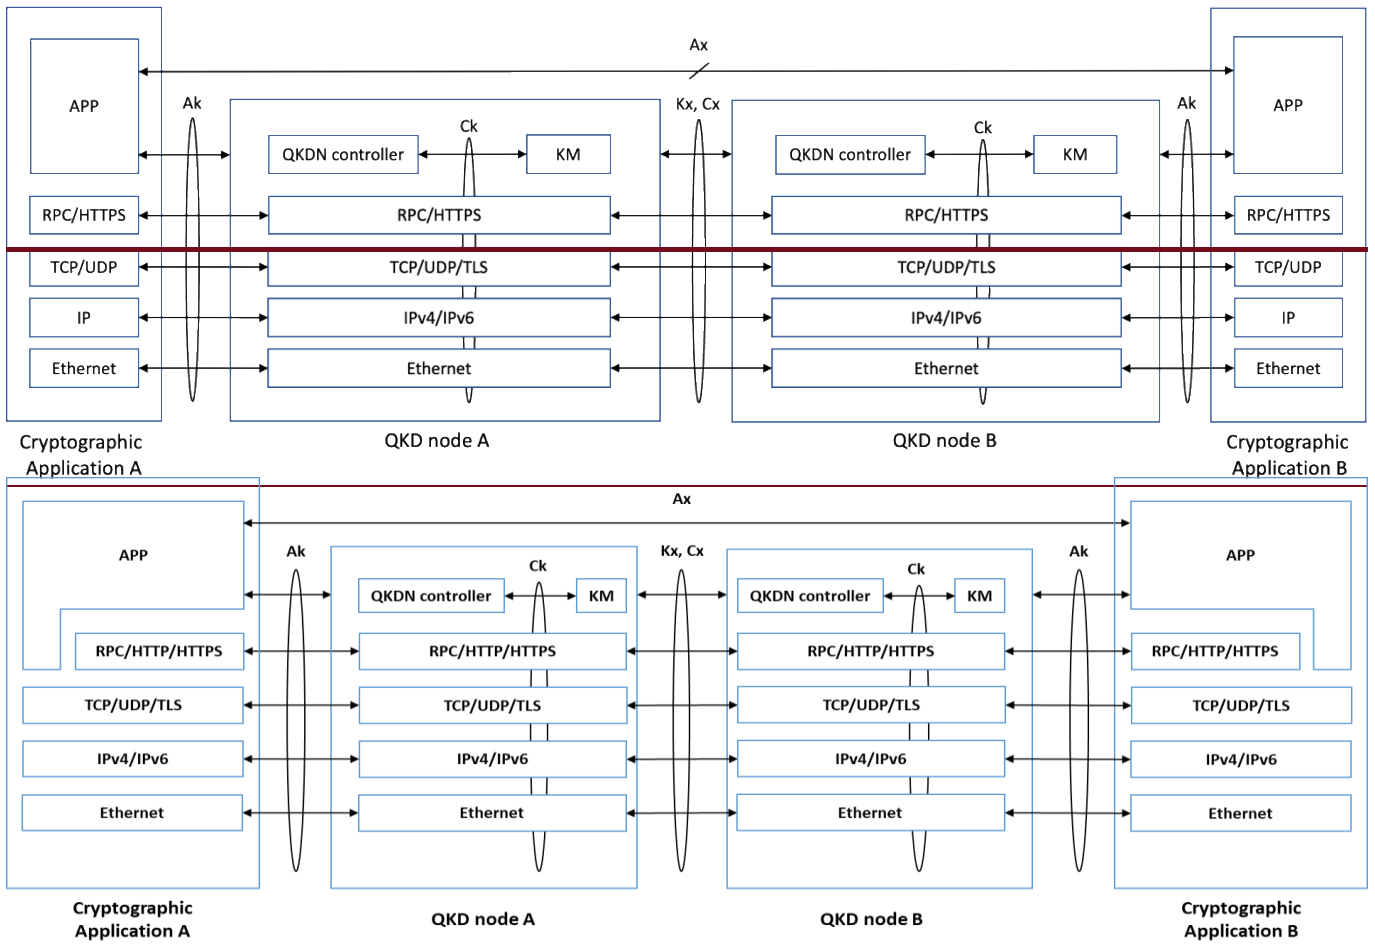 Ax
APP
Ak
Kx, Cx
Ak
APP
Ck
QKDN controller
KM
Ck
QKDN controller
KM
RPC/HTTPS
RPC/HTTPS
RPC/HTTPS
RPC/HTTPS
TCP/UDP
TCP/UDP/TLS
TCP/UDP/TLS
TCP/UDP
IP
IPv4/IPv6
IPv4/IPv6
IP
Ethernet
Ethernet
Ethernet
Ethernet
Cryptographic
Application A
QKD node A
QKD node B
Cryptographic
Application B
Ax
APP
Ak
Kx, Cx
Ak
APP
Ck
QKDN controller
KM
Ck
QKDN controller
KM
RPC/HTTP/HTTPS
RPC/HTTP/HTTPS
RPC/HTTP/HTTPS
RPC/HTTP/HTTPS
TCP/UDP/TLS
TCP/UDP/TLS
TCP/UDP/TLS
TCP/UDP/TLS
IPv4/IPv6
IPv4/IPv6
IPv4/IPv6
IPv4/IPv6
Ethernet
Ethernet
Ethernet
Ethernet
Cryptographic
Application A
QKD node A
QKD node B
Cryptographic
Application B